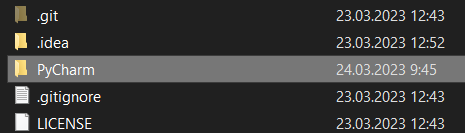 .git 23.03.2023 12:43
.idea 23.03.2023 12:52
PyCharm 24.03.2023 9:45
.gitignore 23.03.2023 12:43
LICENSE 23.03.2023 12:43